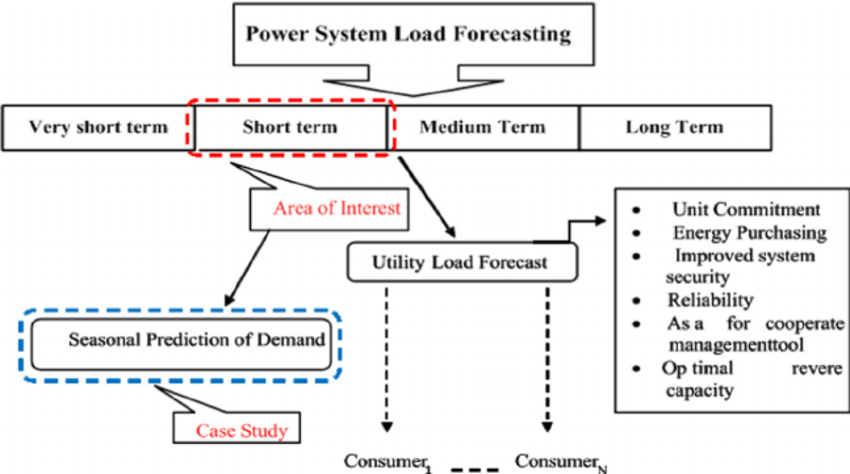 Power System Load Forecasting
Very short term
Short term
Medium Term
Long Term
Area of Interest
Utility Load Forecast
Seasonal Prediction of Demand
Case Study
• Unit Commitment
• Energy Purchasing
• Improved system
security
• Reliability
• As a for cooperate
managementtool
• Op timal revere
capacity
Consumer1
ConsumerN